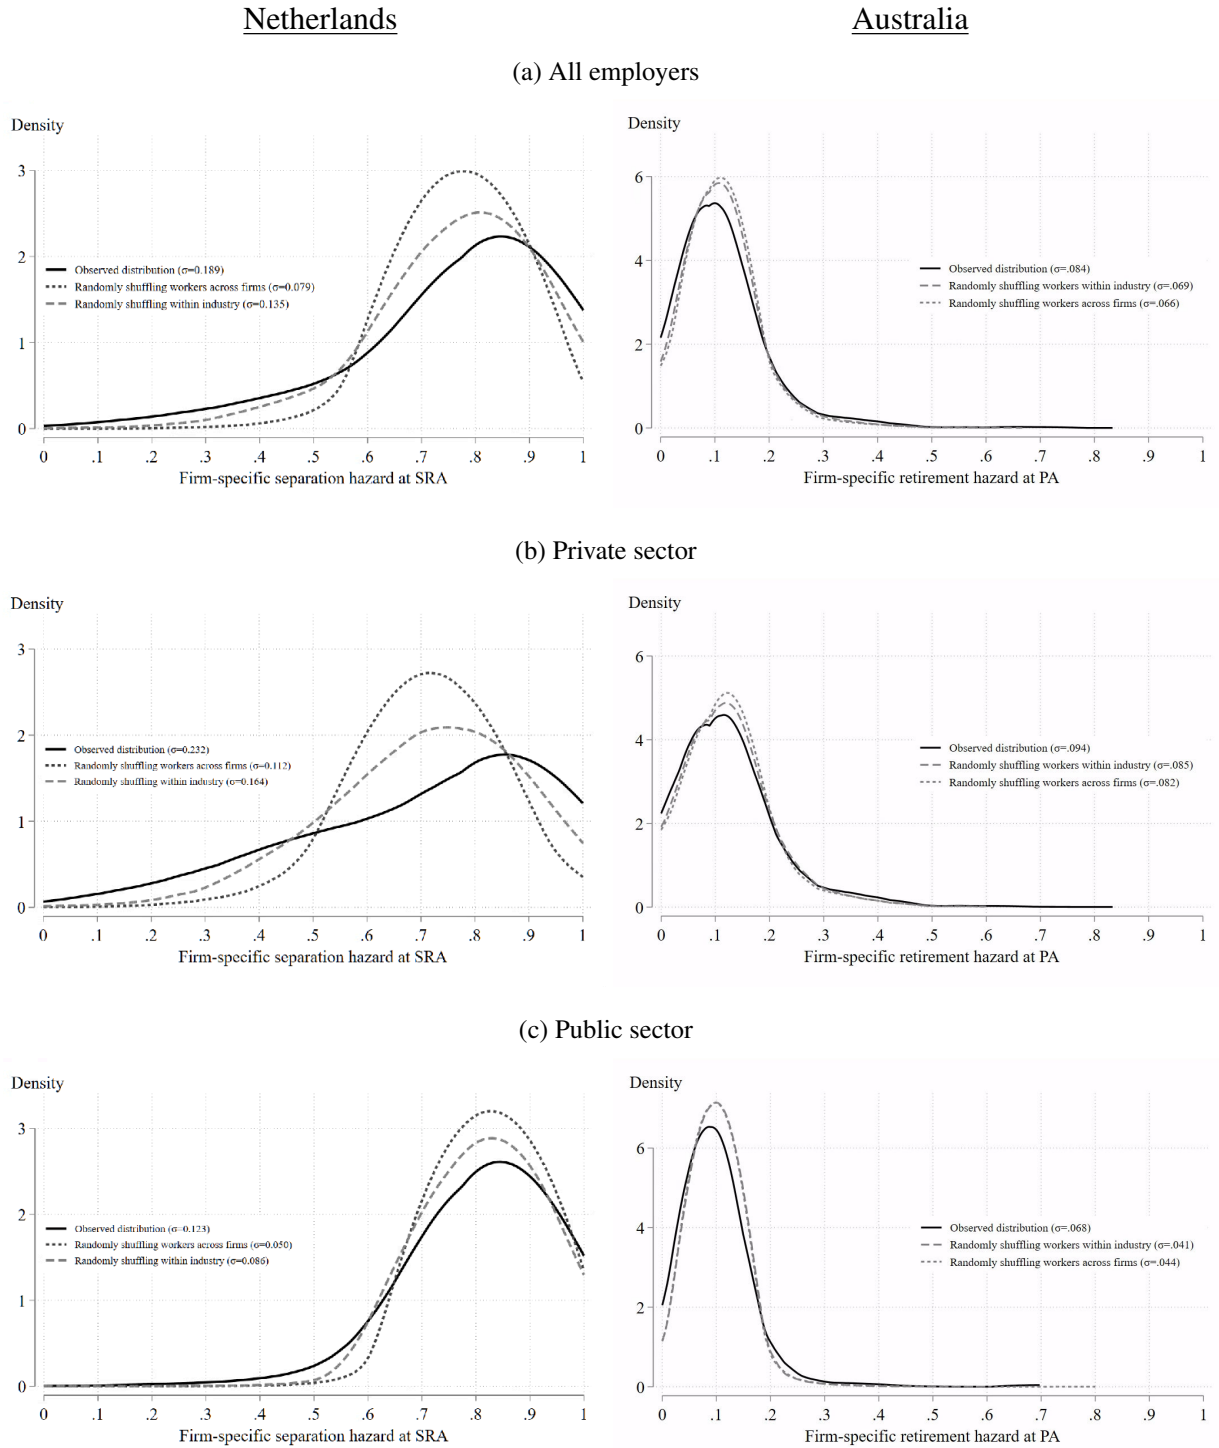 Netherlands
Australia
(a) All employers
Density
3
2
1
0
Observed distribution (σ=0.189)
Randomly shuffling workers across firms (σ=0.079)
Randomly shuffling within industry (σ=0.135)
0 .1 .2 .3 .4 .5 .6 .7 .8 .9 1
Firm-specific separation hazard at SRA
Density
6
4
2
0
Observed distribution (σ=.084)
Randomly shuffling workers within industry (σ=.069)
Randomly shuffling workers across firms (σ=.066)
0 .1 .2 .3 .4 .5 .6 .7 .8 .9 1
Firm-specific retirement hazard at PA
(b) Private sector
Density
3
2
1
0
Observed distribution (σ=0.232)
Randomly shuffling workers across firms (σ=0.112)
Randomly shuffling within industry (σ=0.164)
0 .1 .2 .3 .4 .5 .6 .7 .8 .9 1
Firm-specific separation hazard at SRA
Density
6
4
2
0
Observed distribution (σ=.094)
Randomly shuffling workers within industry (σ=.085)
Randomly shuffling workers across firms (σ=.082)
0 .1 .2 .3 .4 .5 .6 .7 .8 .9 1
Firm-specific retirement hazard at PA
(c) Public sector
Density
3
2
1
0
Observed distribution (σ=0.123)
Randomly shuffling workers across firms (σ=0.050)
Randomly shuffling within industry (σ=0.086)
0 .1 .2 .3 .4 .5 .6 .7 .8 .9 1
Firm-specific separation hazard at SRA
Density
6
4
2
0
Observed distribution (σ=.068)
Randomly shuffling workers within industry (σ=.041)
Randomly shuffling workers across firms (σ=.044)
0 .1 .2 .3 .4 .5 .6 .7 .8 .9 1
Firm-specific retirement hazard at PA